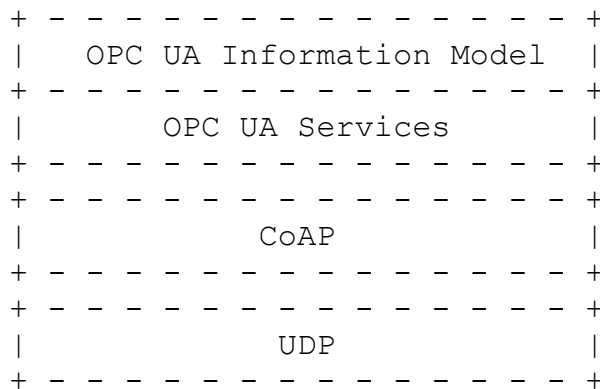 + - - - - - - - - - - - - - - +
|   OPC UA Information Model  |
+ - - - - - - - - - - - - - - +
|       OPC UA Services       |
+ - - - - - - - - - - - - - - +
+ - - - - - - - - - - - - - - +
|            CoAP             |
+ - - - - - - - - - - - - - - +
+ - - - - - - - - - - - - - - +
|             UDP             |
+ - - - - - - - - - - - - - - +